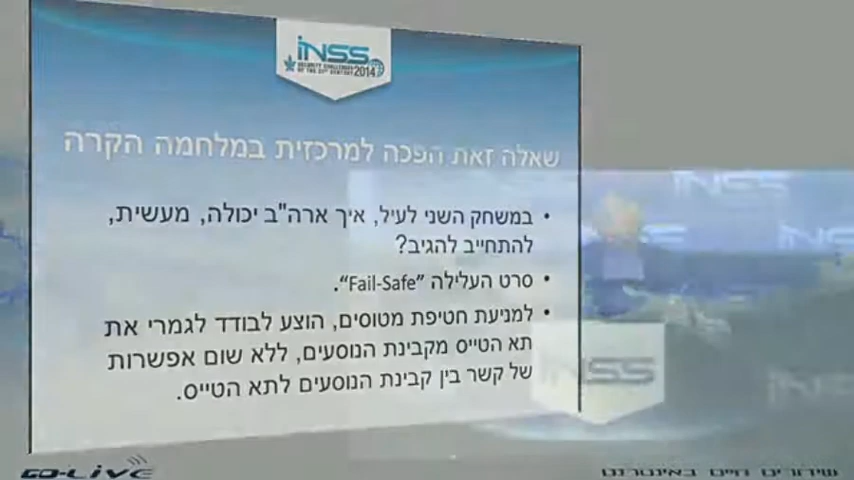 iNSS
SECURITY CHALLENGES
OF THE 21ST CENTURY 2014
שאלה זאת הפכה למרכזית במלחמה הקרה
• במשחק השני לעיל, איך ארה"ב יכולה, מעשית,
להתחייב להגיב?
• סרט העלילה "Fail-Safe".
• למניעת חטיפת מטוסים, הוצע לבודד לגמרי את
תא הטייס מקבינת הנוסעים, ללא שום אפשרות
של קשר בין קבינת הנוסעים לתא הטייס.
iNSS
iNSS
iNSS
GO-LIVE
שידורים חיים באינטרנט